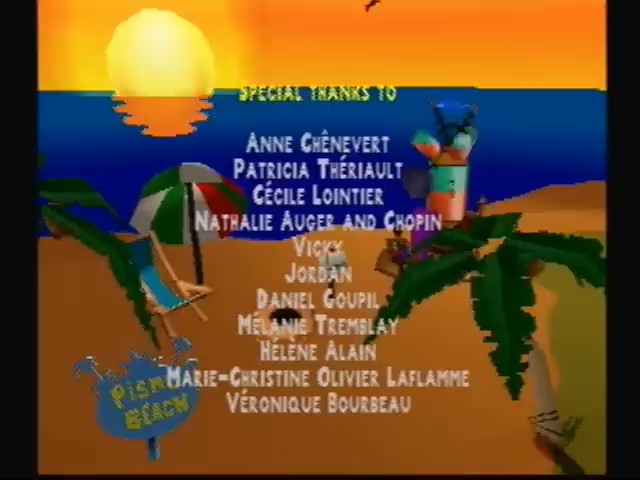 SPECIAL THANKS TO
ANNE CHÊNEVERT
PATRICIA THÉRIAULT
CÉCILE LOINTIER
NATHALIE AUGER AND CHOPIN
VICKY
JORDAN
DANIEL GOUPIL
MÉLANIE TREMBLAY
HÉLÈNE ALAIN
MARIE-CHRISTINE OLIVIER LAFLAMME
VÉRONIQUE BOURBEAU
BEACH